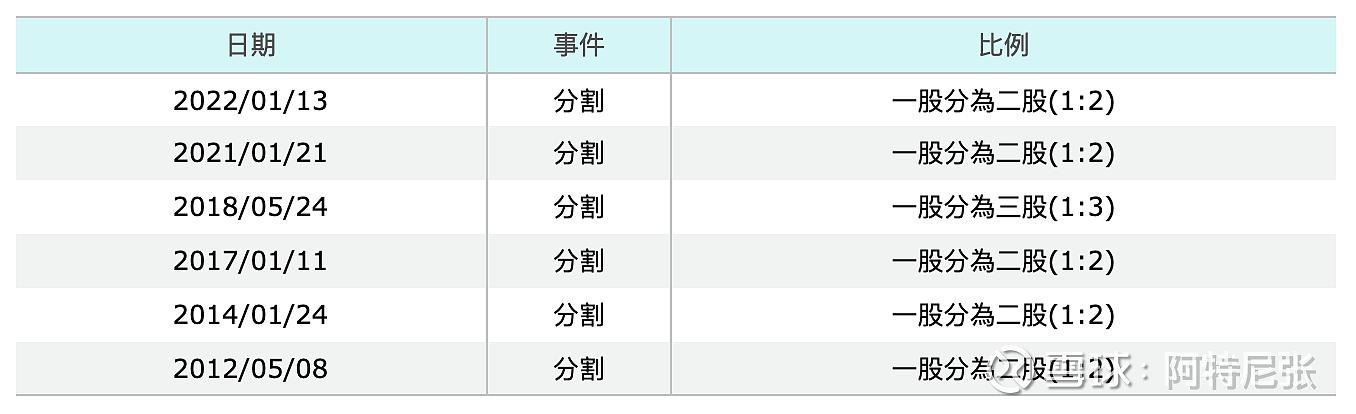 日期 事件 比例
2022/01/13 分割 一股分為二股(1:2)
2021/01/21 分割 一股分為二股(1:2)
2018/05/24 分割 一股分為三股(1:3)
2017/01/11 分割 一股分為二股(1:2)
2014/01/24 分割 一股分為二股(1:2)
2012/05/08 分割 一股分為二股(1:2)
雪球：阿特尼张